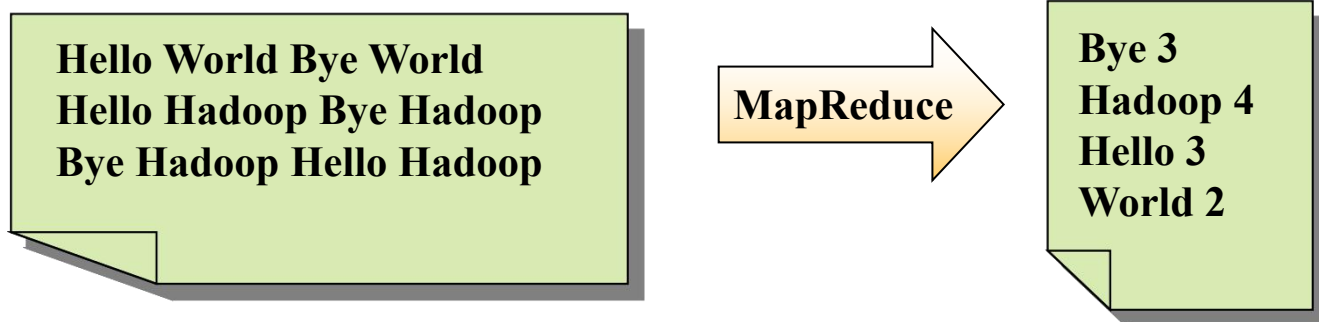 Hello World Bye World
Hello Hadoop Bye Hadoop
Bye Hadoop Hello Hadoop
MapReduce
Bye 3
Hadoop 4
Hello 3
World 2